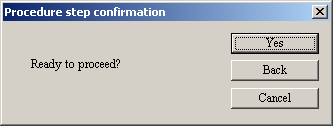 Procedure step confirmation
Ready to proceed?
Yes
Back
Cancel